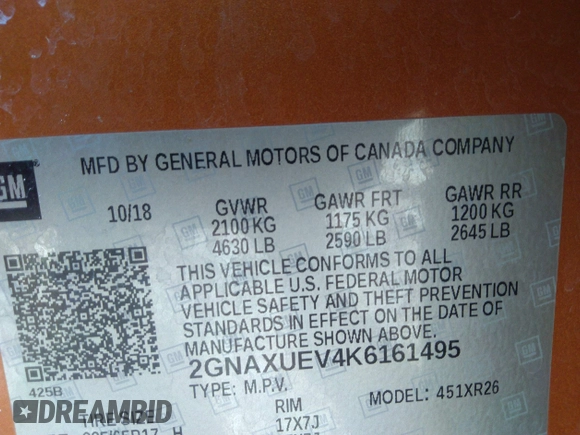 MFD BY GENERAL MOTORS OF CANADA COMPANY
GM
10/18 GVWR GAWR FRT GAWR RR
2100 KG 1175 KG 1200 KG
4630 LB 2590 LB 2645 LB
THIS VEHICLE CONFORMS TO ALL
APPLICABLE U.S. FEDERAL MOTOR
VEHICLE SAFETY AND THEFT PREVENTION
STANDARDS IN EFFECT ON THE DATE OF
MANUFACTURE SHOWN ABOVE.
2GNAXUEV4K6161495
425B TYPE: M.P.V. MODEL: 451XR26
TIRE SIZE RIM
17X7J
DREAMBID